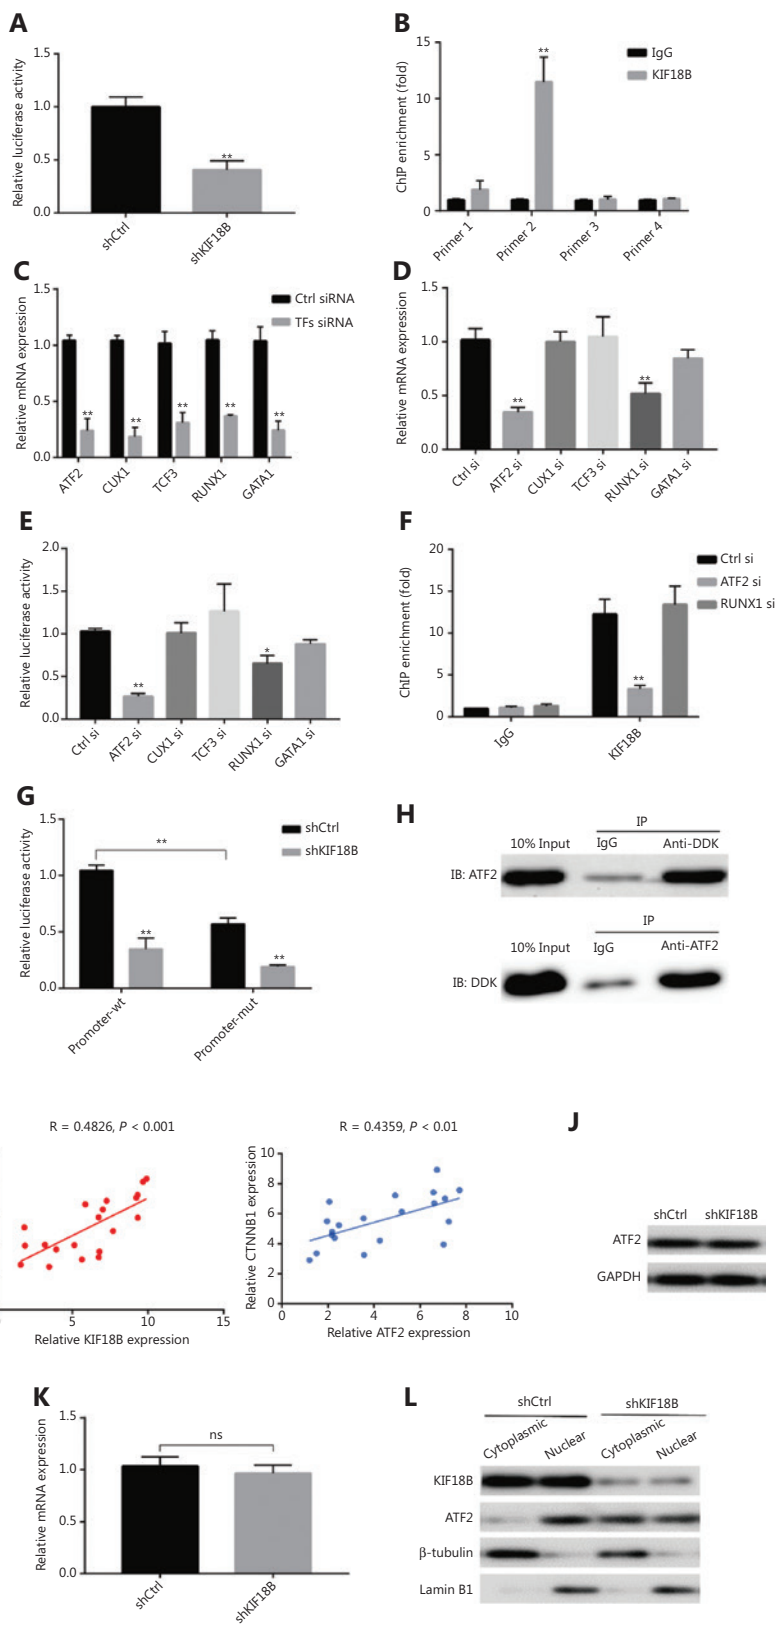 A
Relative luciferase activity
1.5
1.0
0.5
0.0
**
shCtrl
shKIF18B
B
ChIP enrichment (fold)
15
10
5
0
**
IgG
KIF18B
Primer 1
Primer 2
Primer 3
Primer 4
C
Relative mRNA expression
1.5
1.0
0.5
0.0
Ctrl siRNA
TFs siRNA
**
**
**
**
**
ATF2
CUX1
TCF3
RUNX1
GATA1
D
Relative mRNA expression
1.5
1.0
0.5
0.0
**
**
Ctrl si
ATF2 si
CUX1 si
TCF3 si
RUNX1 si
GATA1 si
E
Relative luciferase activity
2.0
1.5
1.0
0.5
0.0
**
*
Ctrl si
ATF2 si
CUX1 si
TCF3 si
RUNX1 si
GATA1 si
F
ChIP enrichment (fold)
20
15
10
5
0
Ctrl si
ATF2 si
RUNX1 si
**
IgG
KIF18B
G
Relative luciferase activity
1.5
1.0
0.5
0.0
shCtrl
shKIF18B
**
**
**
Promoter-wt
Promoter-mut
H
IP
10% Input
IgG
Anti-DDK
IB: ATF2
IP
10% Input
IgG
Anti-ATF2
IB: DDK
R = 0.4826, P < 0.001
5
10
15
Relative KIF18B expression
R = 0.4359, P < 0.01
Relative CTNNB1 expression
10
8
6
4
2
0
0
2
4
6
8
10
Relative ATF2 expression
J
shCtrl
shKIF18B
ATF2
GAPDH
K
Relative mRNA expression
1.5
1.0
0.5
0.0
ns
shCtrl
shKIF18B
L
shCtrl
shKIF18B
Cytoplasmic
Nuclear
Cytoplasmic
Nuclear
KIF18B
ATF2
β-tubulin
Lamin B1